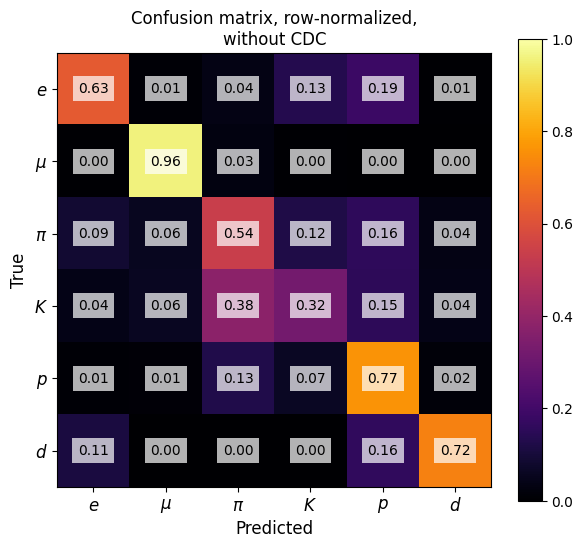 Confusion matrix, row-normalized,
without CDC
True
e 0.63 0.01 0.04 0.13 0.19 0.01
μ 0.00 0.96 0.03 0.00 0.00 0.00
π 0.09 0.06 0.54 0.12 0.16 0.04
K 0.04 0.06 0.38 0.32 0.15 0.04
p 0.01 0.01 0.13 0.07 0.77 0.02
d 0.11 0.00 0.00 0.00 0.16 0.72
e μ π K p d
Predicted
1.0
0.8
0.6
0.4
0.2
0.0